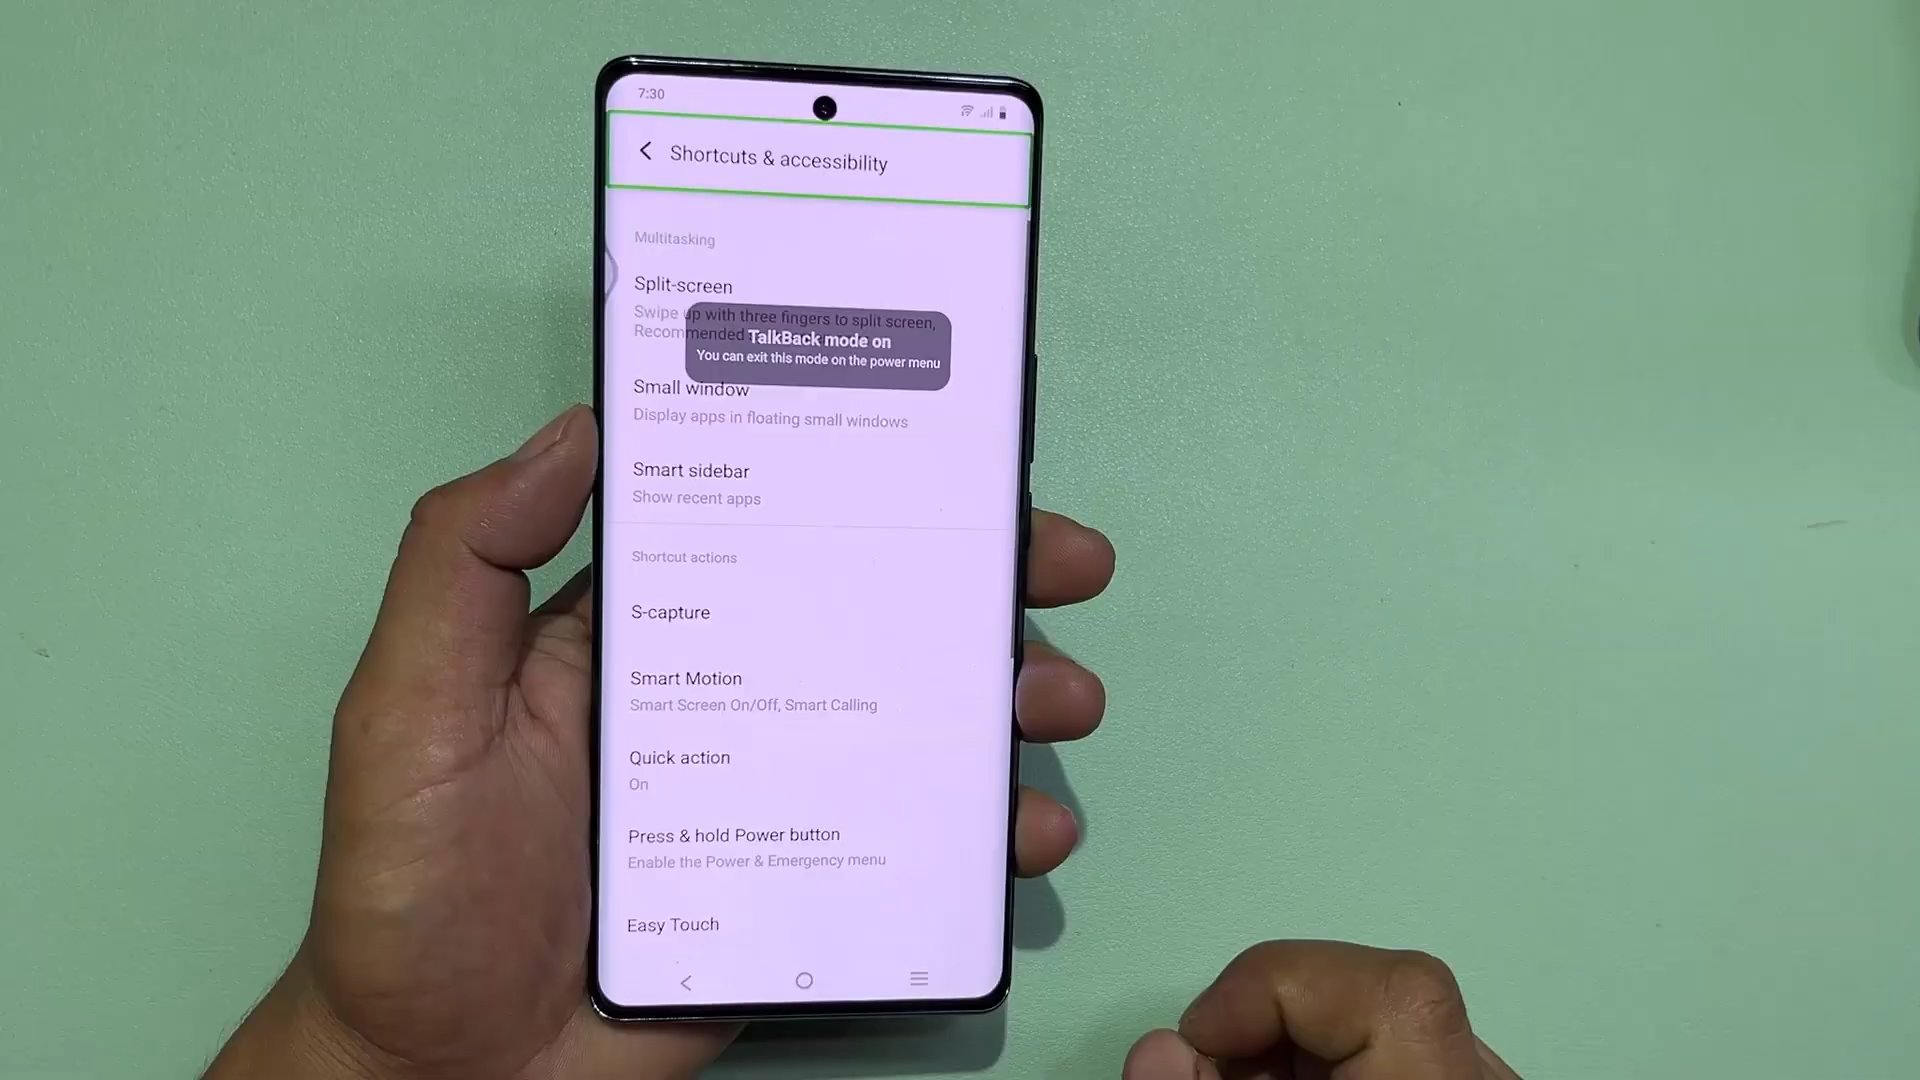 7:30
Shortcuts & accessibility
Multitasking
Split-screen
Swipe up with three fingers to split screen,
Recommended
TalkBack mode on
You can exit this mode on the power menu
Small window
Display apps in floating small windows
Smart sidebar
Show recent apps
Shortcut actions
S-capture
Smart Motion
Smart Screen On/Off, Smart Calling
Quick action
On
Press & hold Power button
Enable the Power & Emergency menu
Easy Touch